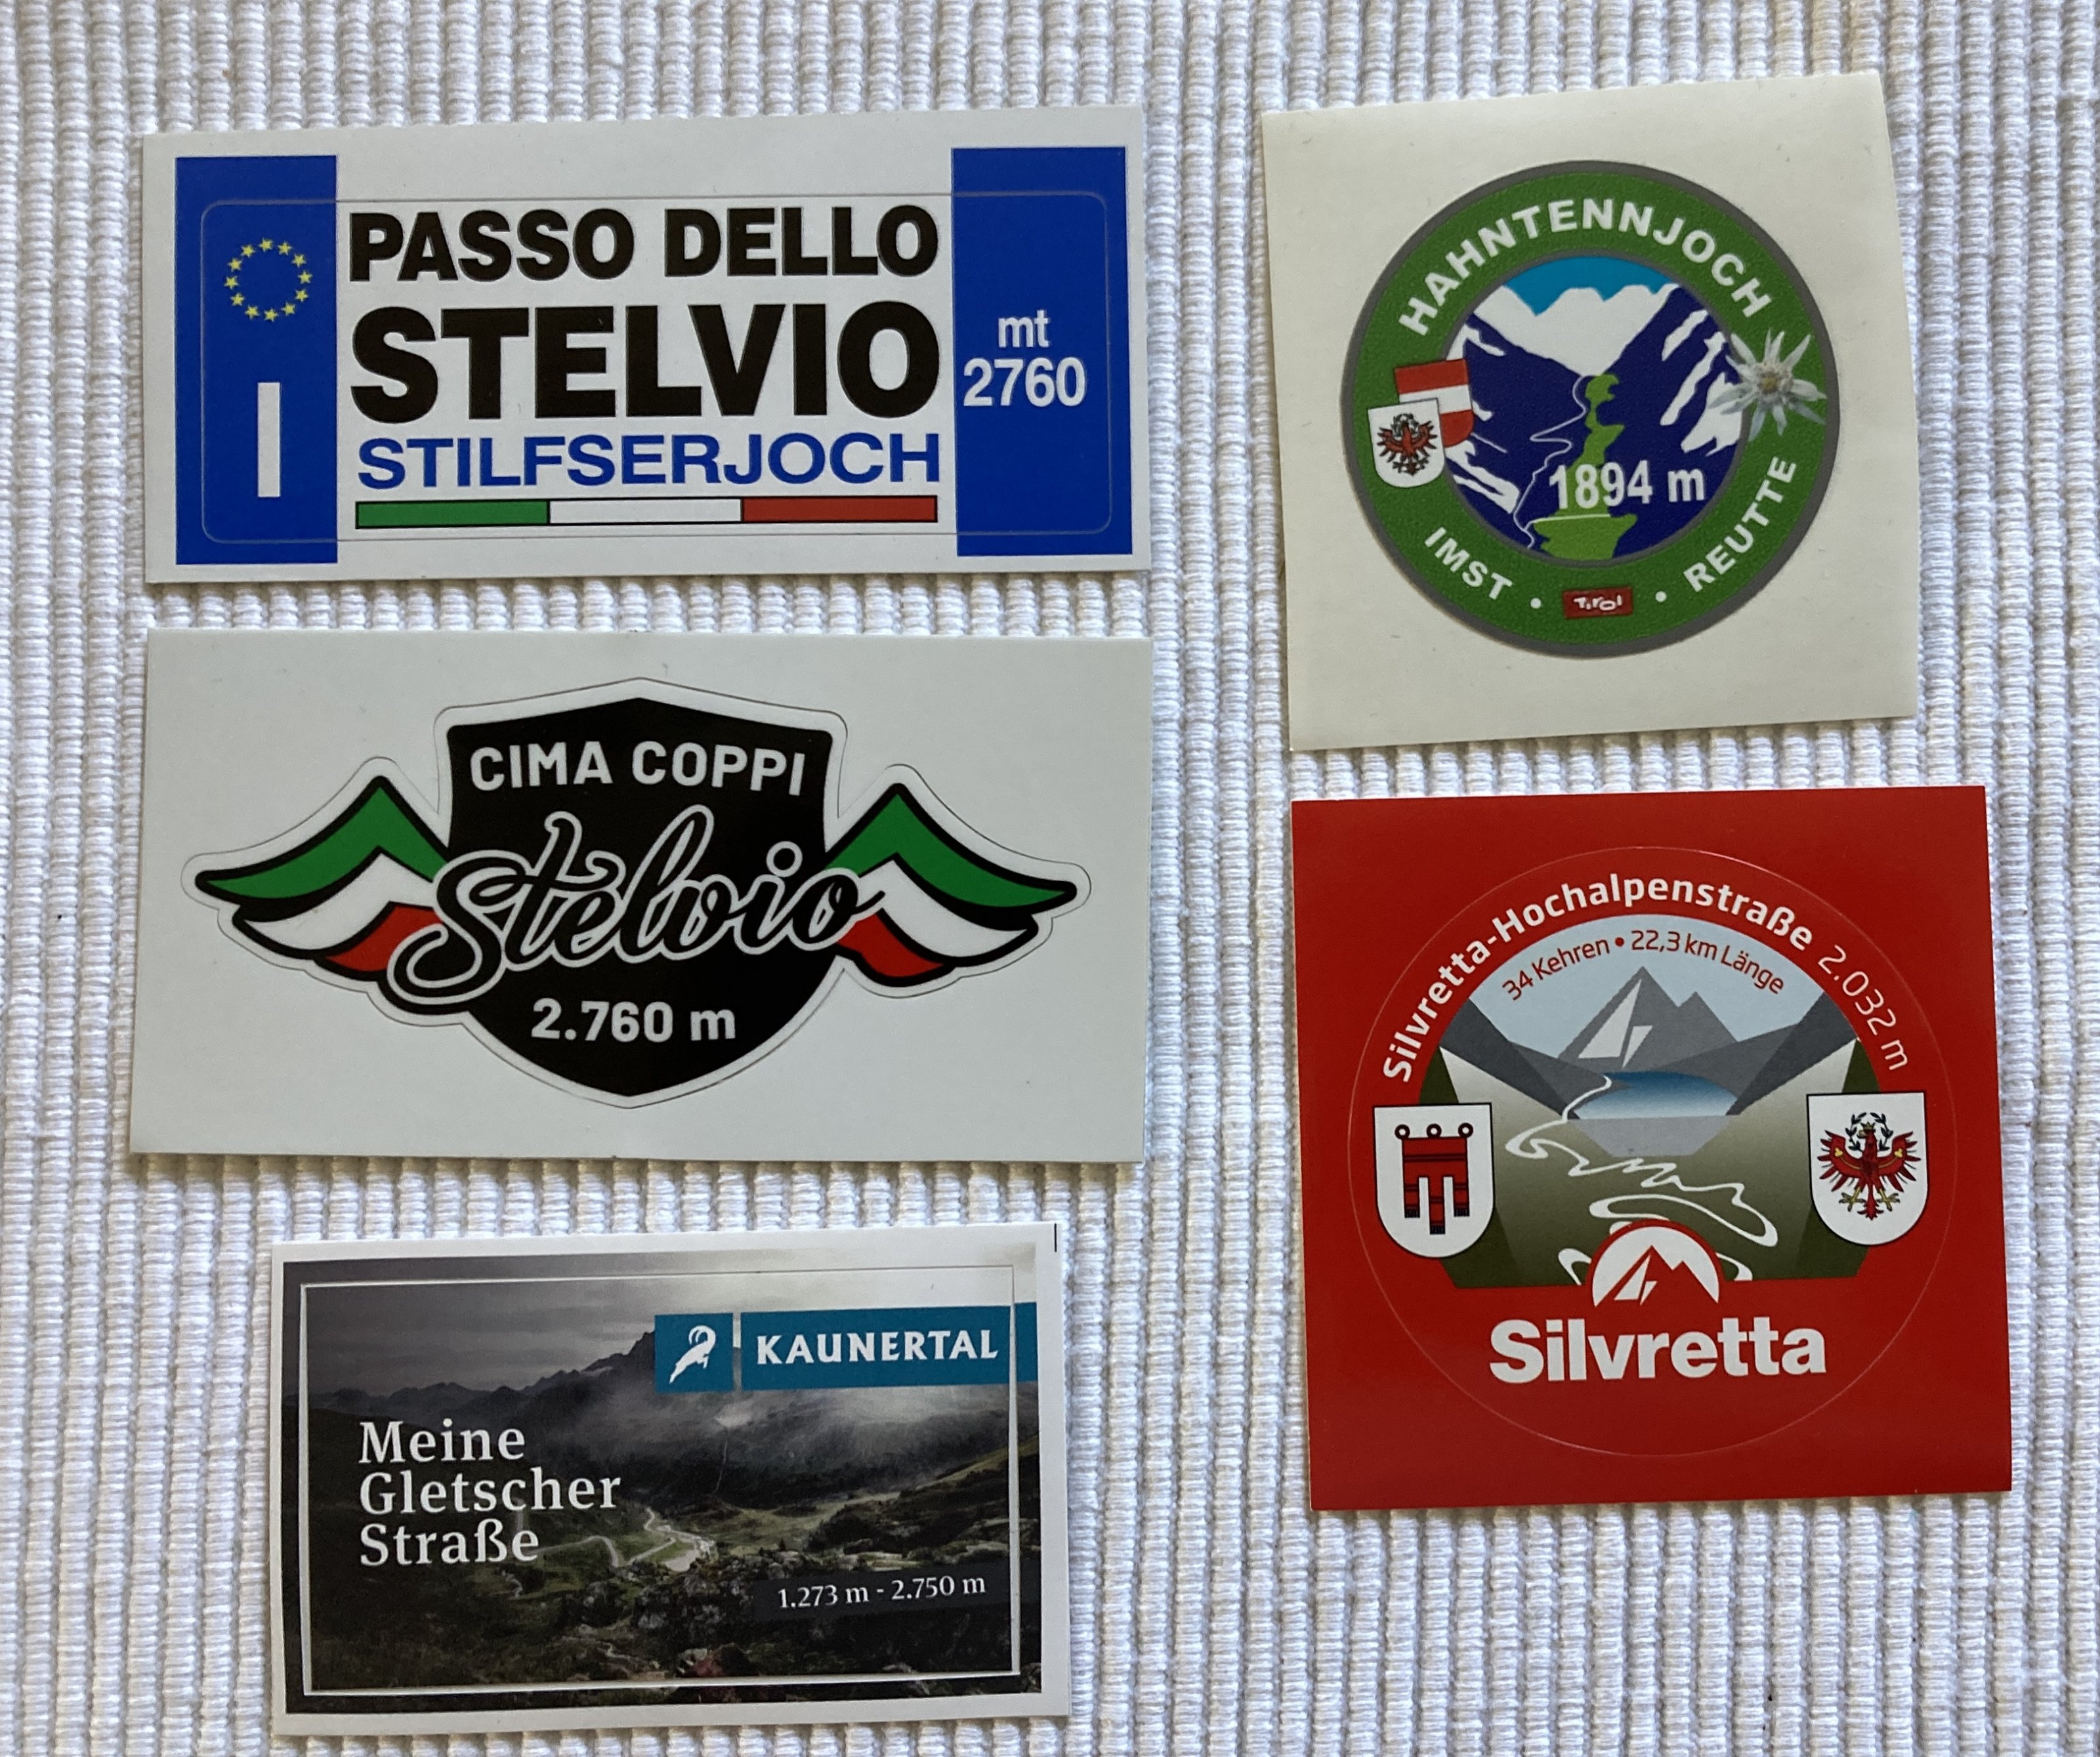 I
PASSO DELLO
STELVIO
STILFSERJOCH
mt
2760
HAHNTENNJOCH
1894 m
IMST • Tirol • REUTTE
CIMA COPPI
Stelvio
2.760 m
Silvretta-Hochalpenstraße 2.032 m
34 Kehren • 22,3 km Länge
Silvretta
KAUNERTAL
Meine
Gletscher
Straße
1.273 m - 2.750 m